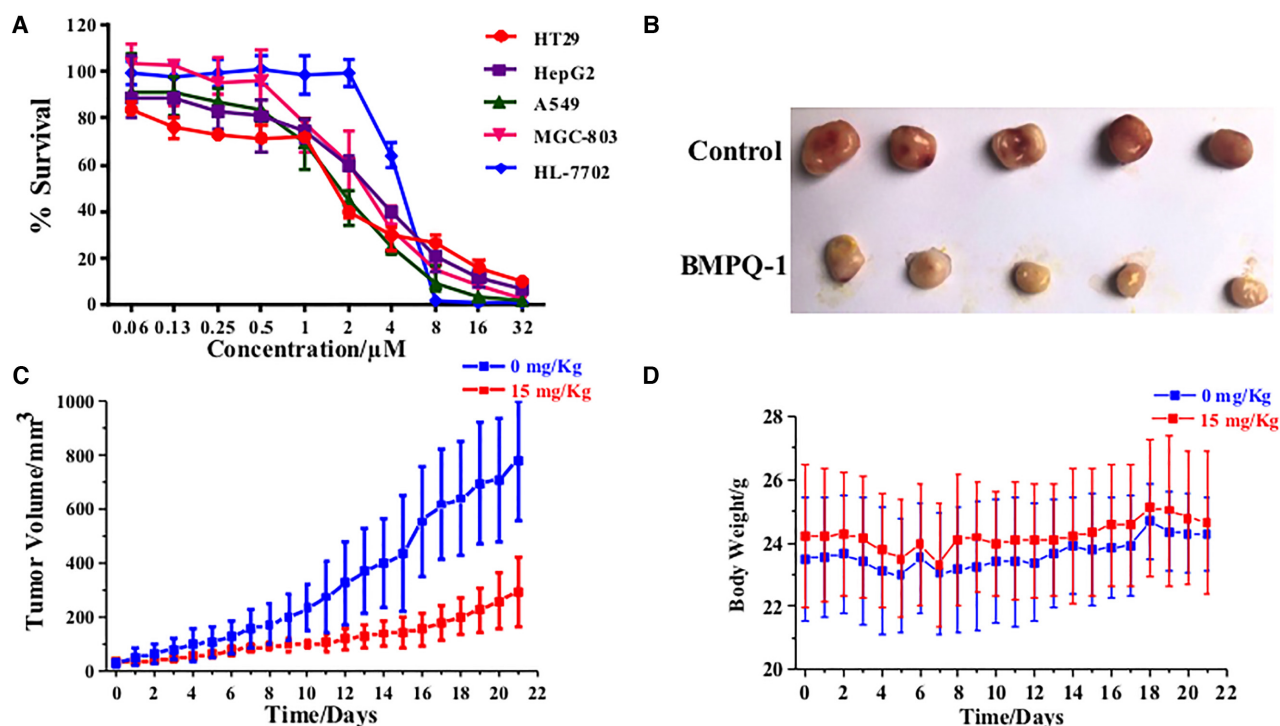 A
120
100
80
60
40
20
0
% Survival
0.06 0.13 0.25 0.5 1 2 4 8 16 32
Concentration/µM
HT29
HepG2
A549
MGC-803
HL-7702
B
Control
BMPQ-1
C
0 mg/Kg
15 mg/Kg
1000
800
600
400
200
0
Tumor Volume/mm3
0 2 4 6 8 10 12 14 16 18 20 22
Time/Days
D
0 mg/Kg
15 mg/Kg
28
26
24
22
20
Body Weight/g
0 2 4 6 8 10 12 14 16 18 20 22
Time/Days